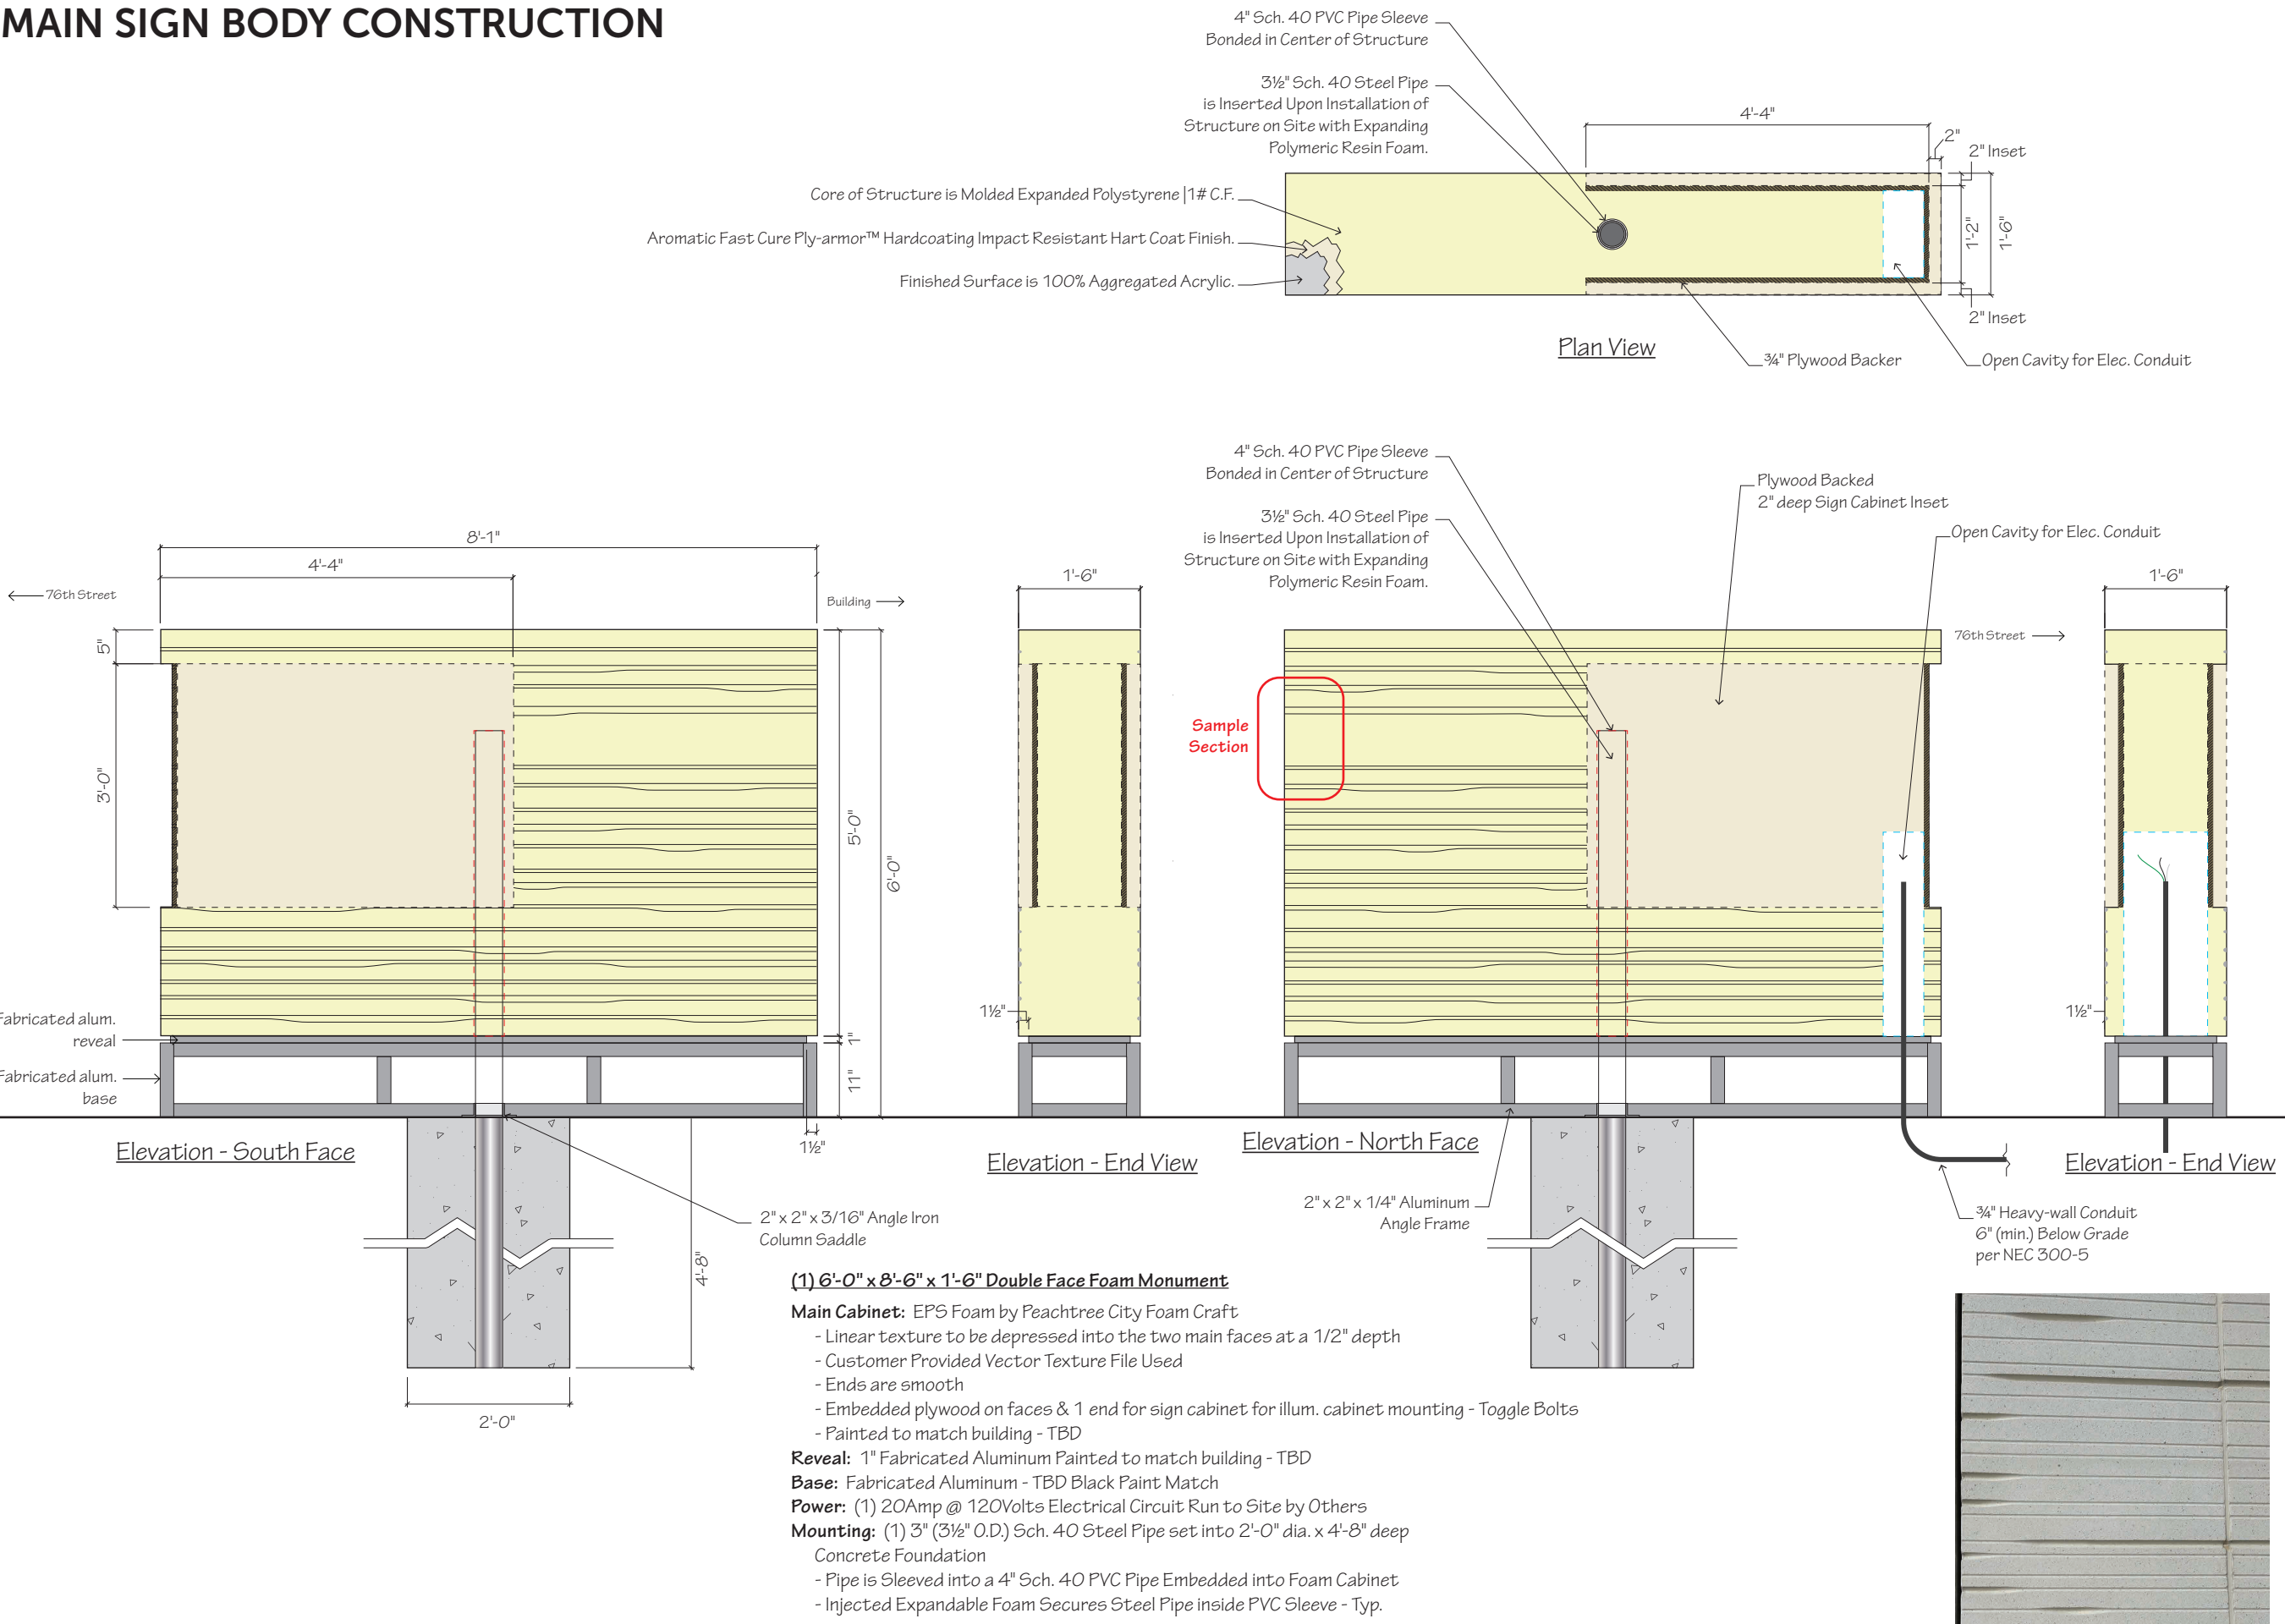 MAIN SIGN BODY CONSTRUCTION
4" Sch. 40 PVC Pipe Sleeve
Bonded in Center of Structure
3½" Sch. 40 Steel Pipe
is Inserted Upon Installation of
Structure on Site with Expanding
Polymeric Resin Foam.
Core of Structure is Molded Expanded Polystyrene | 1# C.F.
Aromatic Fast Cure Ply-armor™ Hardcoating Impact Resistant Hart Coat Finish.
Finished Surface is 100% Aggregated Acrylic.
4'-4"
2"
2" Inset
1'-2"
1'-6"
2" Inset
Plan View
¾" Plywood Backer
Open Cavity for Elec. Conduit
4" Sch. 40 PVC Pipe Sleeve
Bonded in Center of Structure
3½" Sch. 40 Steel Pipe
is Inserted Upon Installation of
Structure on Site with Expanding
Polymeric Resin Foam.
Plywood Backed
2" deep Sign Cabinet Inset
Open Cavity for Elec. Conduit
8'-1"
4'-4"
76th Street
Building
5"
3'-0"
5'-0"
6'-0"
1"
11"
Fabricated alum.
reveal
Fabricated alum.
base
1½"
Elevation - South Face
1'-6"
1½"
Elevation - End View
Sample
Section
76th Street
Elevation - North Face
1'-6"
1½"
Elevation - End View
2" x 2" x 3/16" Angle Iron
Column Saddle
4'-8"
2'-0"
2" x 2" x 1/4" Aluminum
Angle Frame
¾" Heavy-wall Conduit
6" (min.) Below Grade
per NEC 300-5
(1) 6'-0" x 8'-6" x 1'-6" Double Face Foam Monument
Main Cabinet: EPS Foam by Peachtree City Foam Craft
- Linear texture to be depressed into the two main faces at a 1/2" depth
- Customer Provided Vector Texture File Used
- Ends are smooth
- Embedded plywood on faces & 1 end for sign cabinet for illum. cabinet mounting - Toggle Bolts
- Painted to match building - TBD
Reveal: 1" Fabricated Aluminum Painted to match building - TBD
Base: Fabricated Aluminum - TBD Black Paint Match
Power: (1) 20Amp @ 120Volts Electrical Circuit Run to Site by Others
Mounting: (1) 3" (3½" O.D.) Sch. 40 Steel Pipe set into 2'-0" dia. x 4'-8" deep
Concrete Foundation
- Pipe is Sleeved into a 4" Sch. 40 PVC Pipe Embedded into Foam Cabinet
- Injected Expandable Foam Secures Steel Pipe inside PVC Sleeve - Typ.